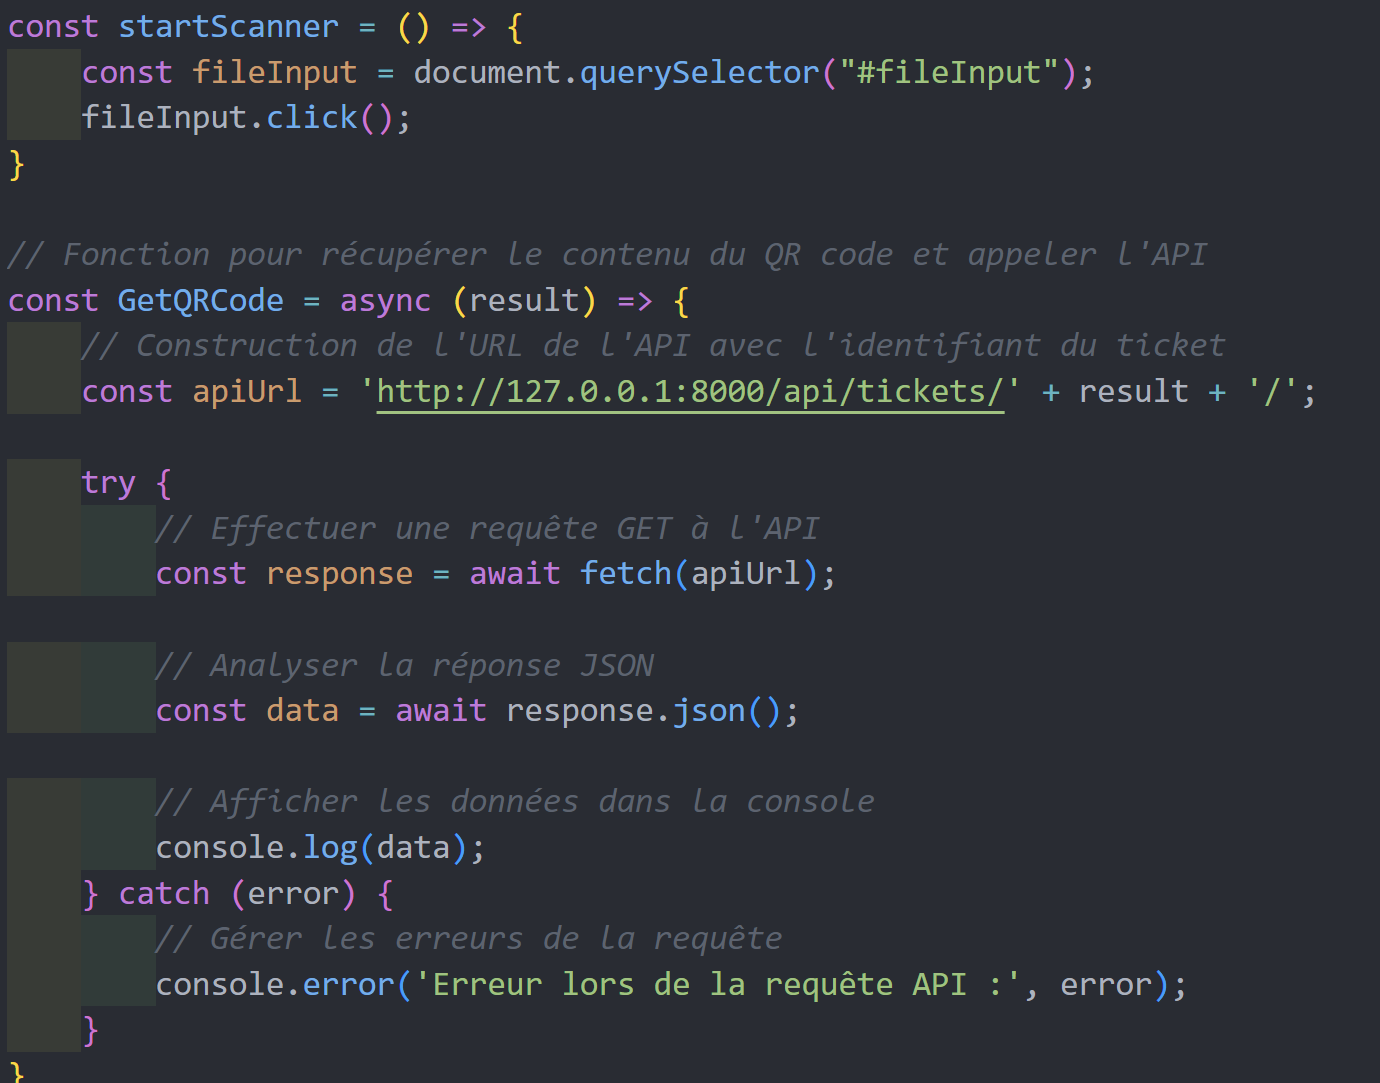 const startScanner = () => {
    const fileInput = document.querySelector("#fileInput");
    fileInput.click();
}

// Fonction pour récupérer le contenu du QR code et appeler l'API
const GetQRCode = async (result) => {
    // Construction de l'URL de l'API avec l'identifiant du ticket
    const apiUrl = 'http://127.0.0.1:8000/api/tickets/' + result + '/';

    try {
        // Effectuer une requête GET à l'API
        const response = await fetch(apiUrl);

        // Analyser la réponse JSON
        const data = await response.json();

        // Afficher les données dans la console
        console.log(data);
    } catch (error) {
        // Gérer les erreurs de la requête
        console.error('Erreur lors de la requête API :', error);
    }
}